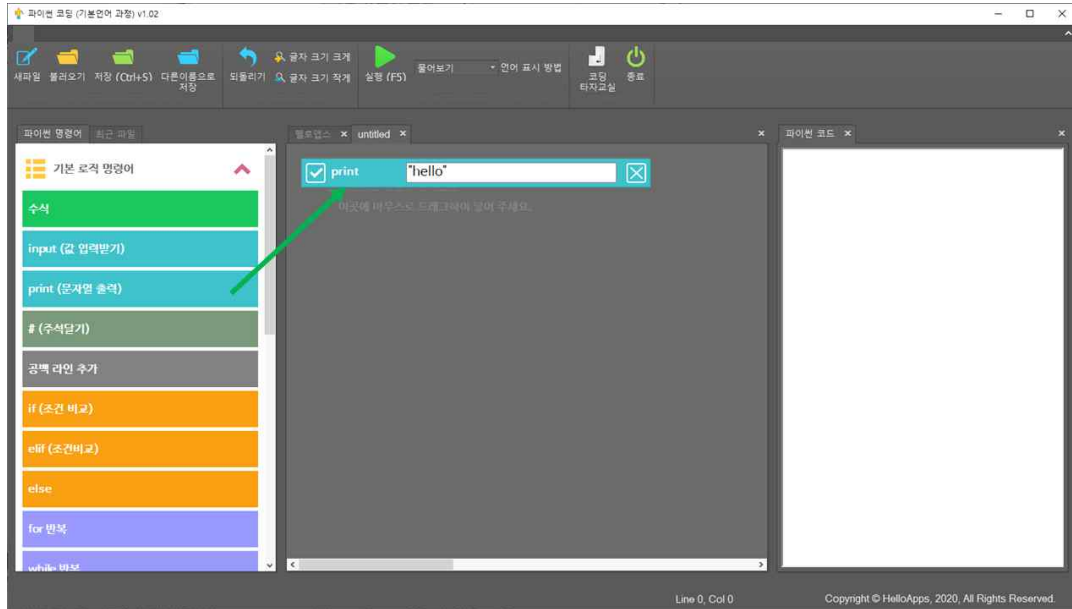 파이썬 코딩 (기본언어 과정) v1.02
새파일 불러오기 저장 (Ctrl+S) 다른이름으로 저장 되돌리기 글자 크기 크게 글자 크기 작게 실행 (F5) 물어보기 언어 표시 방법 코딩 타자교실 종료
파이썬 명령어 최근 파일
헬로앱스 untitled
파이썬 코드
기본 로직 명령어
print "hello"
수식
이곳에 마우스로 드래그하여 넣어 주세요.
input (값 입력받기)
print (문자열 출력)
# (주석달기)
공백 라인 추가
if (조건 비교)
elif (조건비교)
else
for 반복
while 반복
Line 0, Col 0
Copyright © HelloApps, 2020, All Rights Reserved.